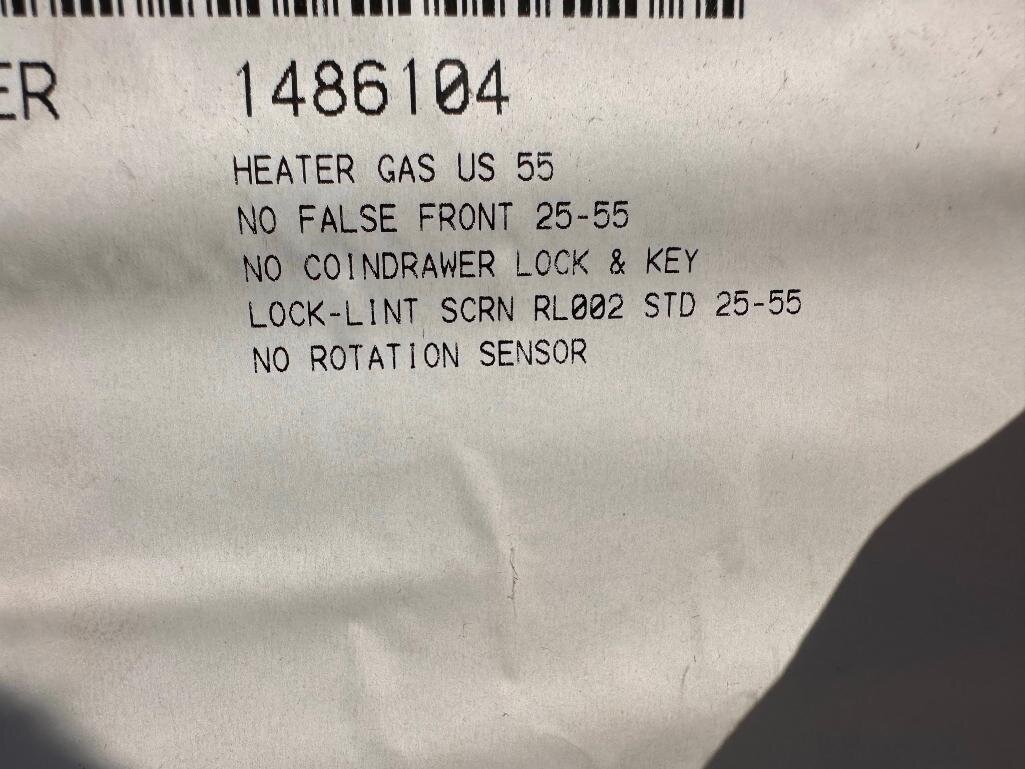 ER 1486104
HEATER GAS US 55
NO FALSE FRONT 25-55
NO COINDRAWER LOCK & KEY
LOCK-LINT SCRN RL002 STD 25-55
NO ROTATION SENSOR